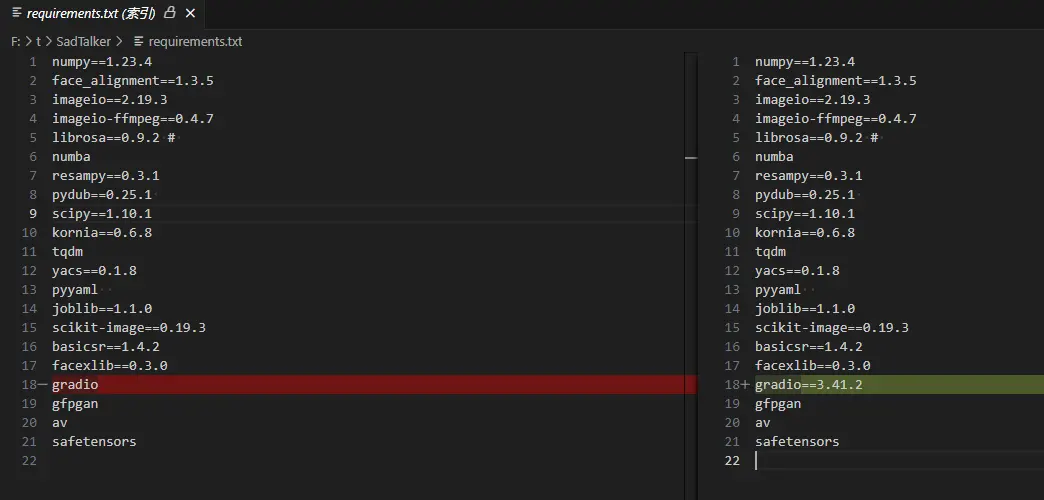 requirements.txt (索引)
F: > t > SadTalker > requirements.txt
1 numpy==1.23.4
2 face_alignment==1.3.5
3 imageio==2.19.3
4 imageio-ffmpeg==0.4.7
5 librosa==0.9.2 #
6 numba
7 resampy==0.3.1
8 pydub==0.25.1
9 scipy==1.10.1
10 kornia==0.6.8
11 tqdm
12 yacs==0.1.8
13 pyyaml
14 joblib==1.1.0
15 scikit-image==0.19.3
16 basicsr==1.4.2
17 facexlib==0.3.0
18— gradio
19 gfpgan
20 av
21 safetensors
22
1 numpy==1.23.4
2 face_alignment==1.3.5
3 imageio==2.19.3
4 imageio-ffmpeg==0.4.7
5 librosa==0.9.2 #
6 numba
7 resampy==0.3.1
8 pydub==0.25.1
9 scipy==1.10.1
10 kornia==0.6.8
11 tqdm
12 yacs==0.1.8
13 pyyaml
14 joblib==1.1.0
15 scikit-image==0.19.3
16 basicsr==1.4.2
17 facexlib==0.3.0
18+ gradio==3.41.2
19 gfpgan
20 av
21 safetensors
22